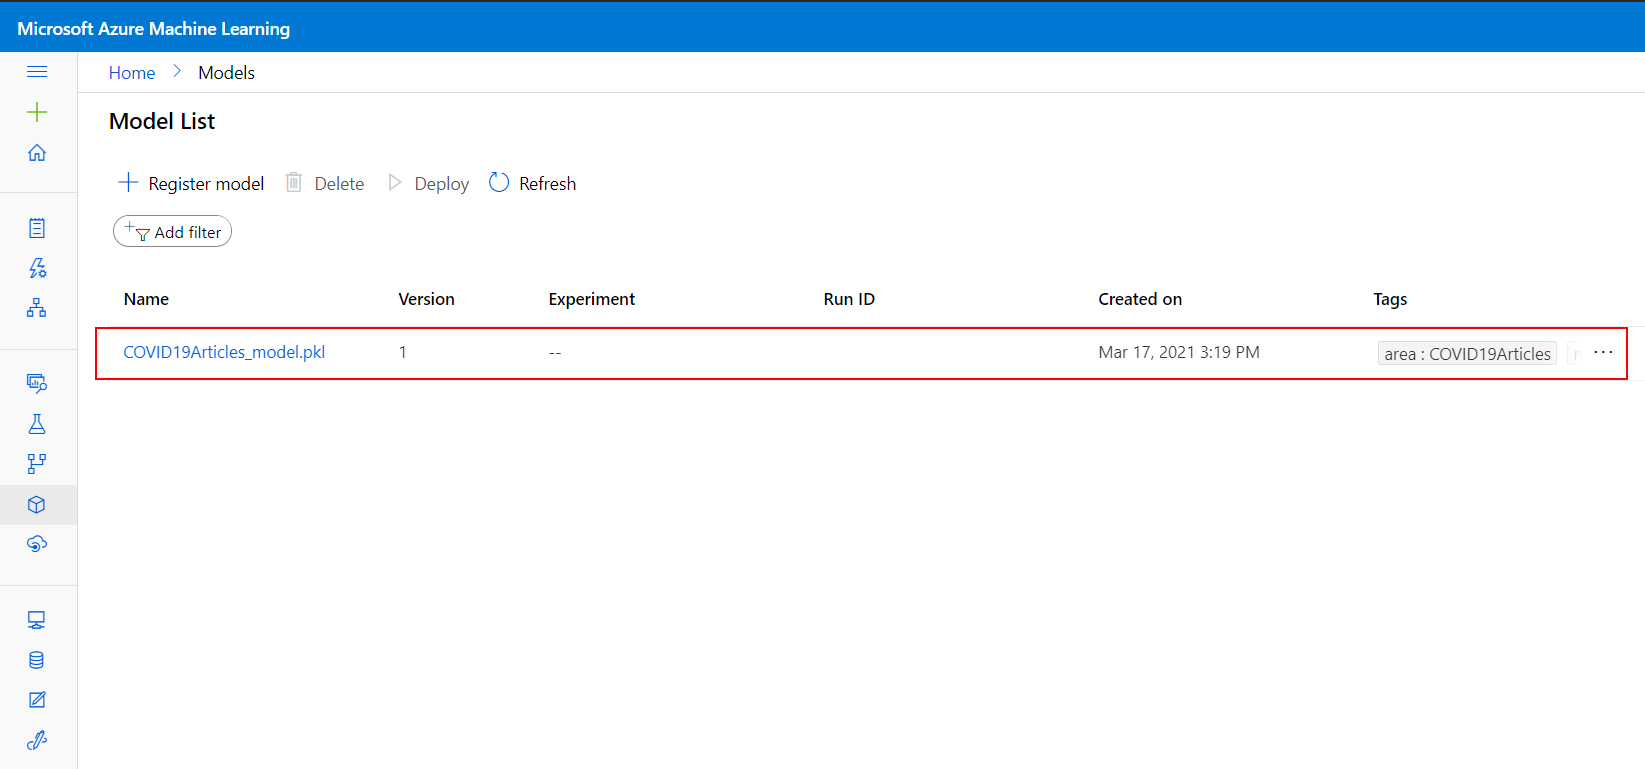 Microsoft Azure Machine Learning
Home > Models
Model List
Register model Delete Deploy Refresh
Add filter
Name Version Experiment Run ID Created on Tags
COVID19Articles_model.pkl 1 -- Mar 17, 2021 3:19 PM area : COVID19Articles ···